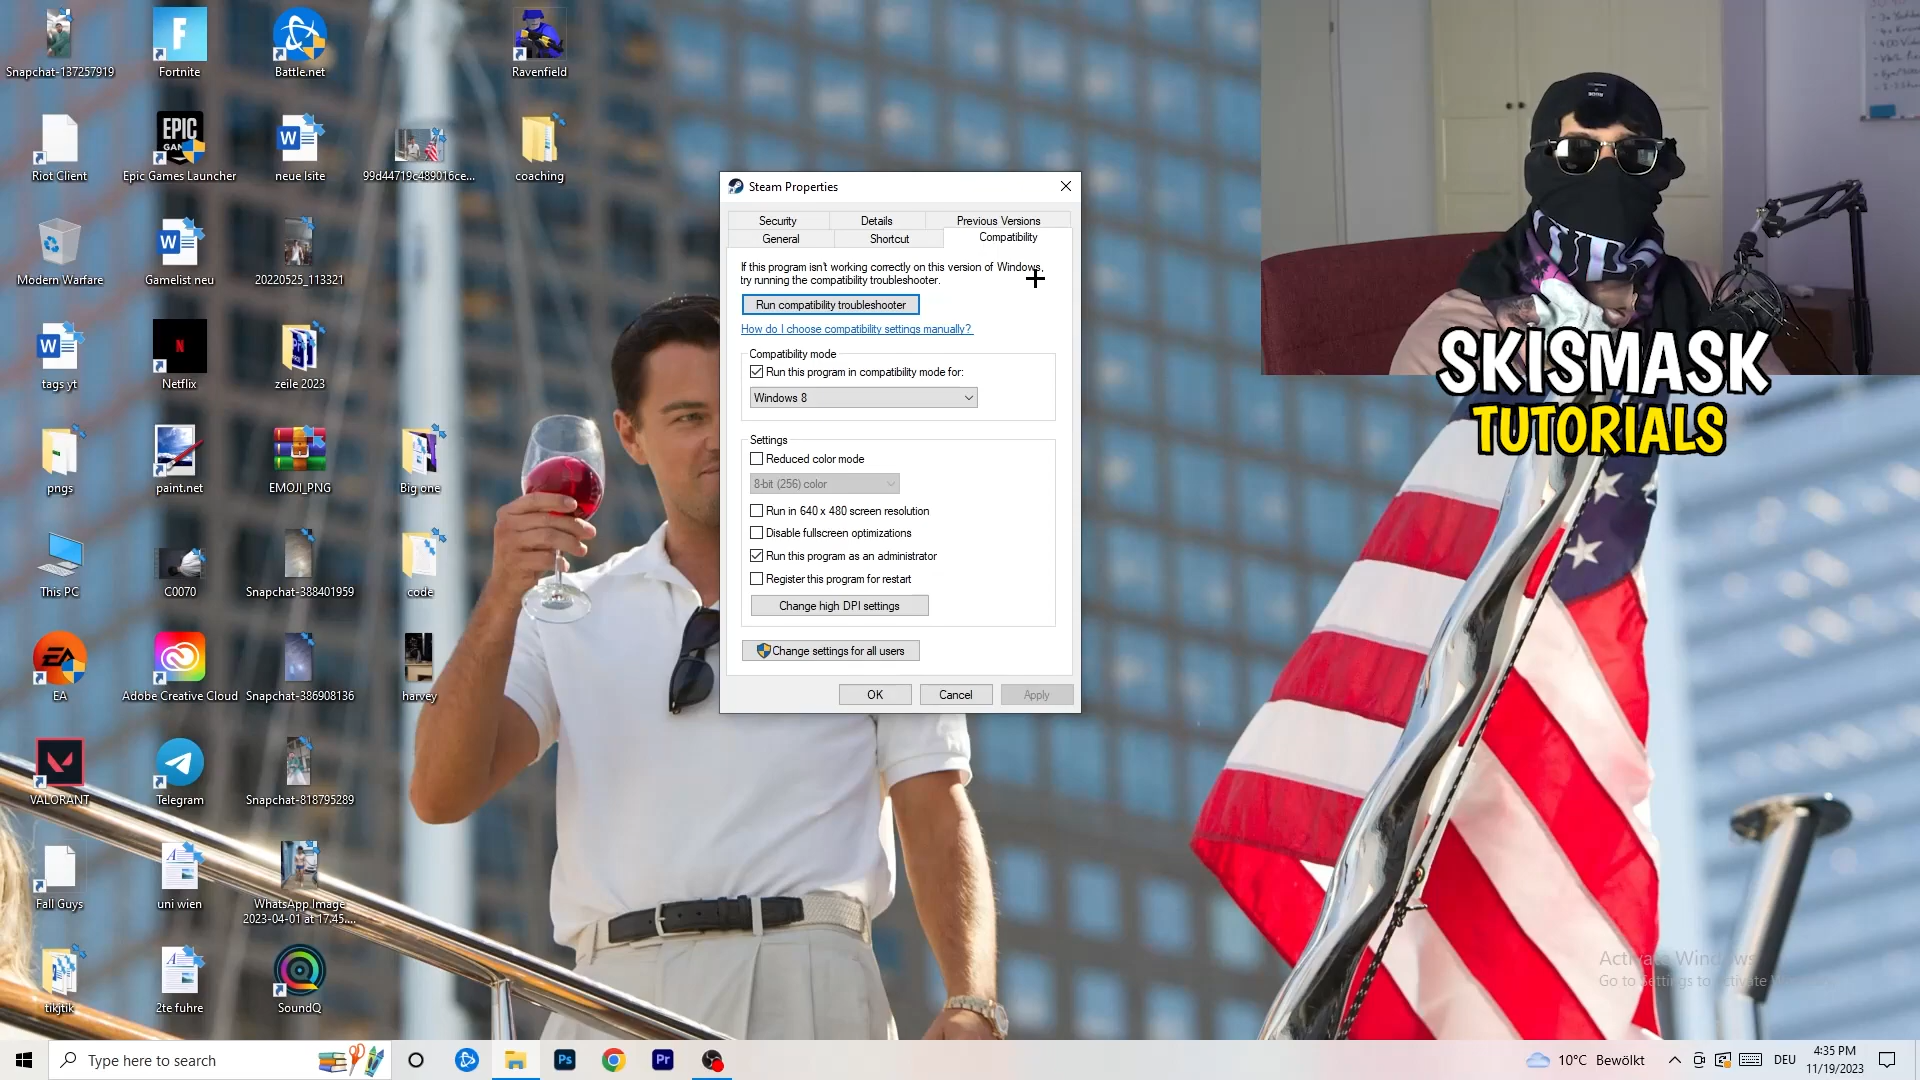 Snapchat-137257919
Fortnite
Battle.net
Ravenfield
Riot Client
EPIC
Epic Games Launcher
neue lsite
99d44719c489016ce...
coaching
Modern Warfare
Gamelist neu
20220525_113321
tags yt
Netflix
zeile 2023
pngs
paint.net
EMOJI_PNG
Big one
This PC
C0070
Snapchat-388401959
code
EA
Adobe Creative Cloud
Snapchat-386908136
harvey
VALORANT
Telegram
Snapchat-818795289
Fall Guys
uni wien
WhatsApp Image
2023-04-01 at 17.45....
tikjtik
2te fuhre
SoundQ
Steam Properties
Security
Details
Previous Versions
General
Shortcut
Compatibility
If this program isn't working correctly on this version of Windows,
try running the compatibility troubleshooter.
Run compatibility troubleshooter
How do I choose compatibility settings manually?
Compatibility mode
Run this program in compatibility mode for:
Windows 8
Settings
Reduced color mode
8-bit (256) color
Run in 640 x 480 screen resolution
Disable fullscreen optimizations
Run this program as an administrator
Register this program for restart
Change high DPI settings
Change settings for all users
OK
Cancel
Apply
SKISMASK
TUTORIALS
Activate Windows
Go to Settings to activate
Type here to search
Ps
Pr
10°C Bewölkt
DEU
4:35 PM
11/19/2023